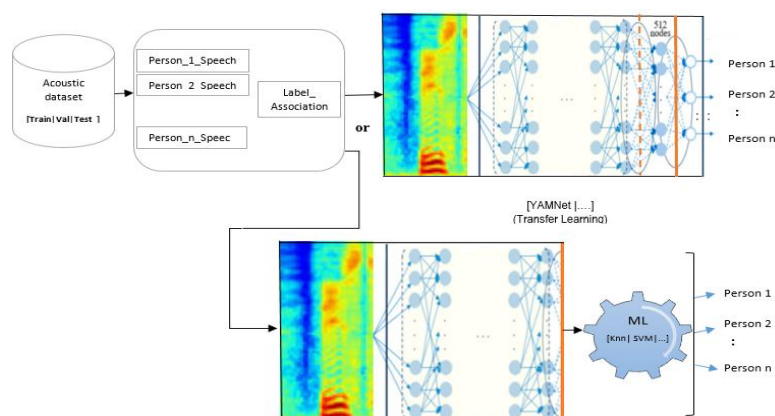 Acoustic
dataset
[Train|Val|Test ]
Person_1_Speech
Person 2 Speech
Person_n_Speec
Label_
Association
or
512
nodes
Person 1
Person 2
:
Person n
[YAMNet |....]
(Transfer Learning)
ML
[Knn| SVM|...]
Person 1
Person 2
:
Person n